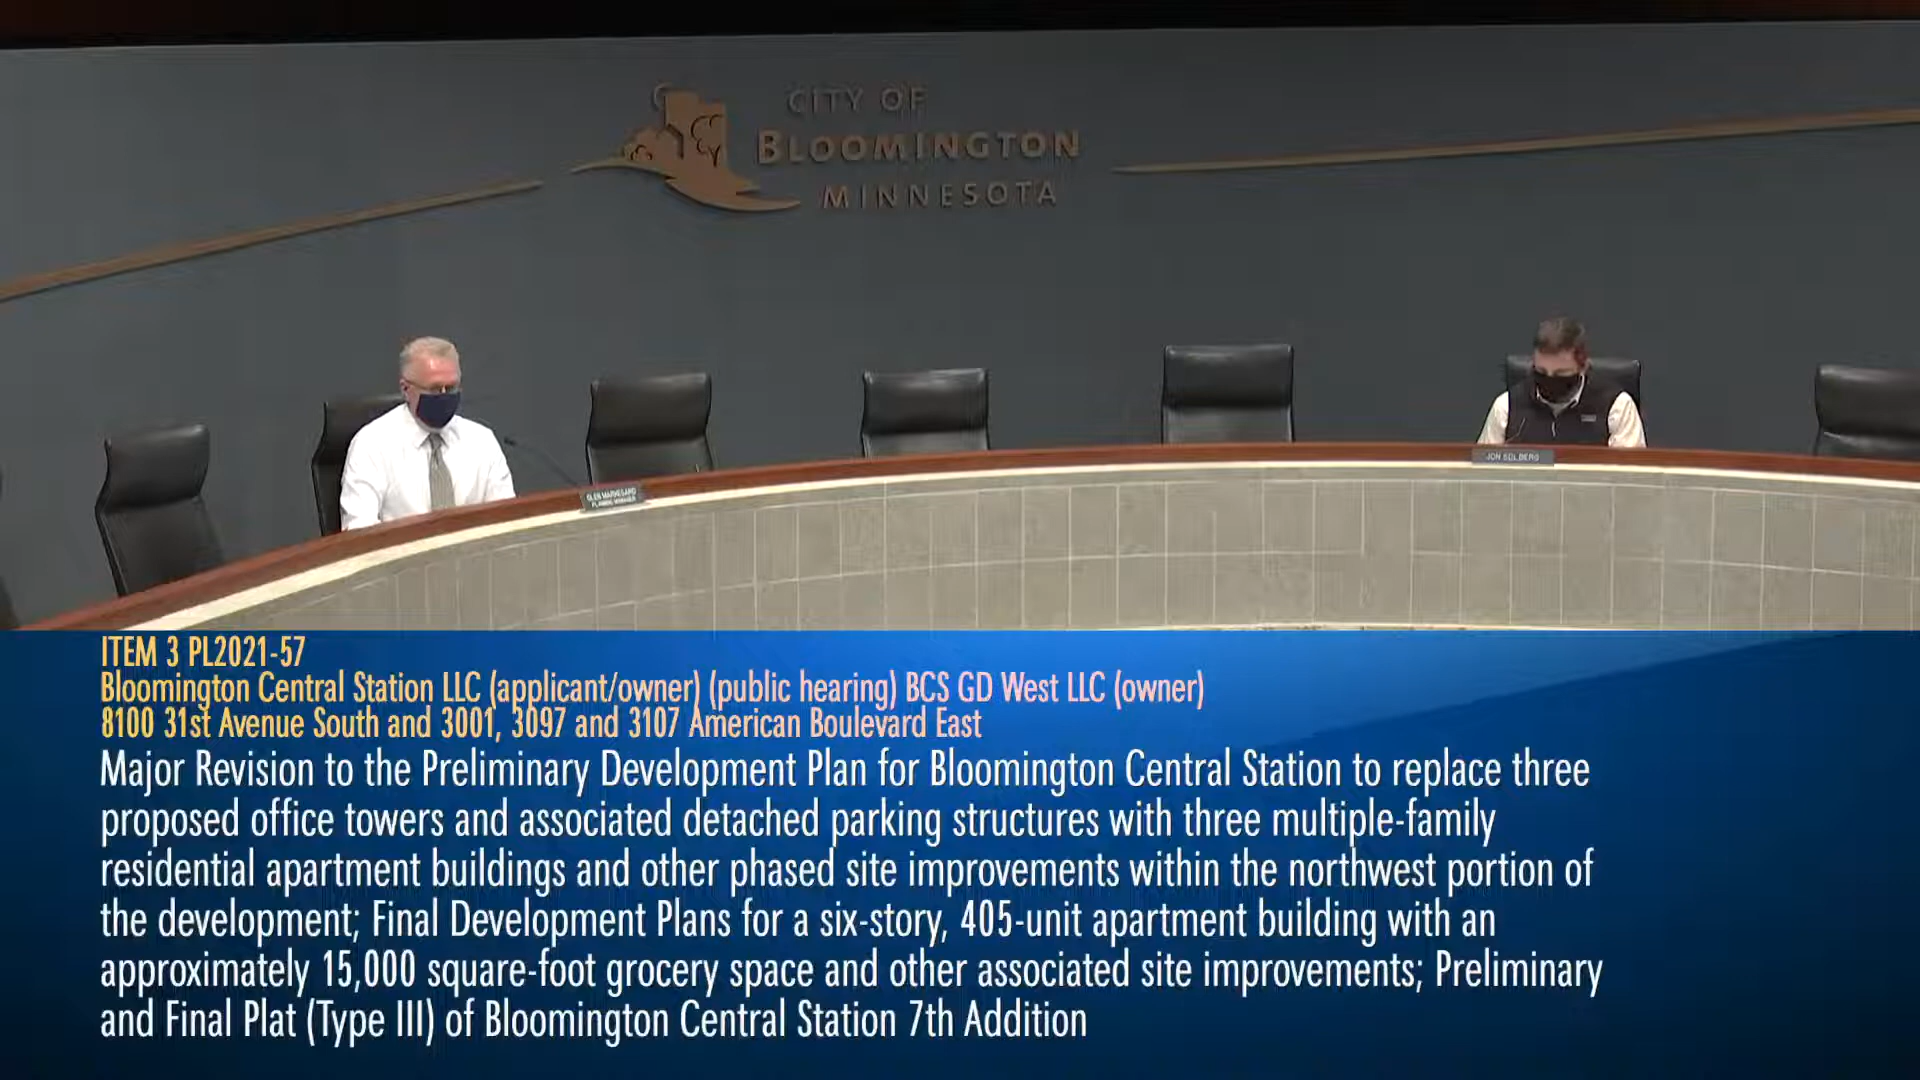 CITY OF
BLOOMINGTON
MINNESOTA
JON SOLBERG
GLEN MARKEGARD
PLANNING MANAGER
ITEM 3 PL2021-57
Bloomington Central Station LLC (applicant/owner) (public hearing) BCS GD West LLC (owner)
8100 31st Avenue South and 3001, 3097 and 3107 American Boulevard East
Major Revision to the Preliminary Development Plan for Bloomington Central Station to replace three
proposed office towers and associated detached parking structures with three multiple-family
residential apartment buildings and other phased site improvements within the northwest portion of
the development; Final Development Plans for a six-story, 405-unit apartment building with an
approximately 15,000 square-foot grocery space and other associated site improvements; Preliminary
and Final Plat (Type III) of Bloomington Central Station 7th Addition